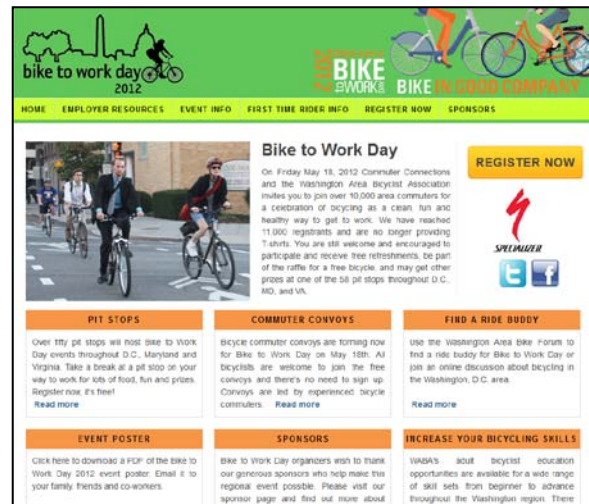 bike to work day
2012
2012
BIKE
TO WORK DAY
BIKE IN GOOD COMPANY
HOME EMPLOYER RESOURCES EVENT INFO FIRST TIME RIDER INFO REGISTER NOW SPONSORS
Bike to Work Day
On Friday May 18, 2012 Commuter Connections
and the Washington Area Bicyclist Association
invites you to join over 10,000 area commuters for
a celebration of bicycling as a clean, fun and
healthy way to get to work. We have reached
11,000 registrants and are no longer providing
T-shirts. You are still welcome and encouraged to
participate and receive free refreshments, be part
of the raffle for a free bicycle, and may get other
prizes at one of the 58 pit stops throughout D.C.,
MD, and VA.
REGISTER NOW
SPECIALIZED
PIT STOPS
Over fifty pit stops will host Bike to Work
Day events throughout D.C., Maryland and
Virginia. Take a break at a pit stop on your
way to work for lots of food, fun and prizes.
Register now, it's free!
Read more
COMMUTER CONVOYS
Bicycle commuter convoys are forming now
for Bike to Work Day on May 18th. All
bicyclists are welcome to join the free
convoys and there's no need to sign up.
Convoys are led by experienced bicycle
commuters. Read more
FIND A RIDE BUDDY
Use the Washington Area Bike Forum to
find a ride buddy for Bike to Work Day or
join an online discussion about bicycling in
the Washington, D.C. area.
Read more
EVENT POSTER
Click here to download a PDF of the Bike to
Work Day 2012 event poster. Email it to
your family, friends and co-workers.
SPONSORS
Bike to Work Day organizers wish to thank
our generous sponsors who help make this
regional event possible. Please visit our
sponsor page and find out more about
INCREASE YOUR BICYCLING SKILLS
WABA's adult bicyclist education
opportunities are available for a wide range
of skill sets from beginner to advance
throughout the Washington region. There